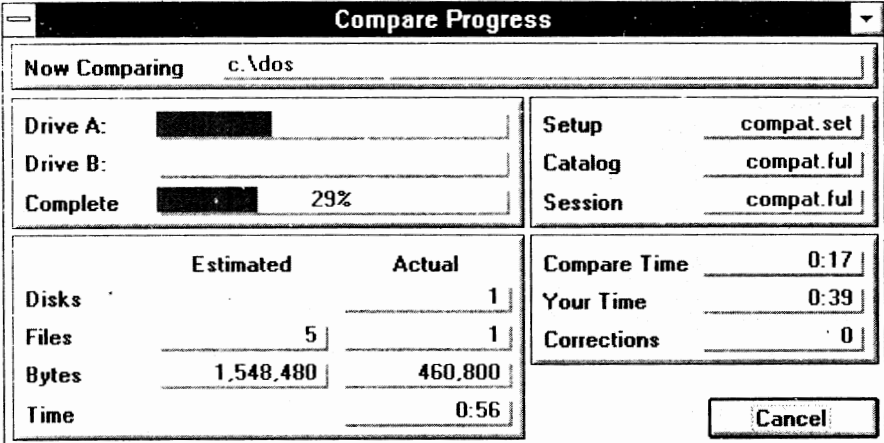 Compare Progress
Now Comparing c:\dos
Drive A:
Drive B:
Complete 29%
Setup compat.set
Catalog compat.ful
Session compat.ful
Estimated Actual
Disks 1
Files 5 1
Bytes 1,548,480 460,800
Time 0:56
Compare Time 0:17
Your Time 0:39
Corrections 0
Cancel